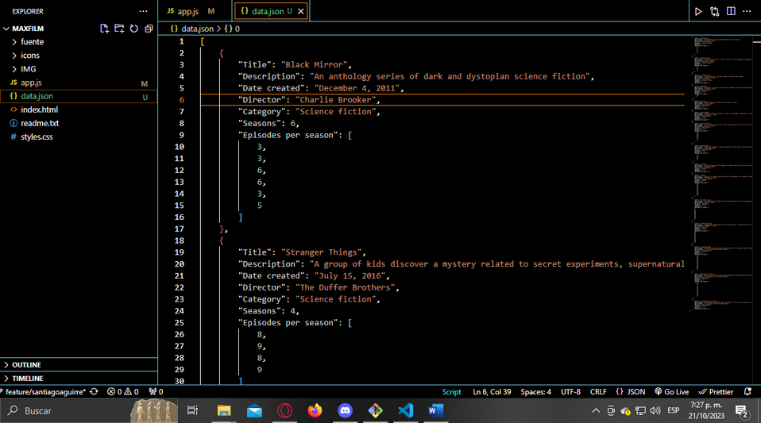 EXPLORER ...
JS app.js M
{} data.json U ×
MAXFILM
{} data.json > {} 0
fuente
icons
IMG
JS app.js M
{} data.json U
<> index.html
readme.txt
# styles.css
1 [
2 {
3 "Title": "Black Mirror",
4 "Description": "An anthology series of dark and dystopian science fiction",
5 "Date created": "December 4, 2011",
6 "Director": "Charlie Brooker",
7 "Category": "Science fiction",
8 "Seasons": 6,
9 "Episodes per season": [
10 3,
11 3,
12 6,
13 6,
14 3,
15 5
16 ]
17 },
18 {
19 "Title": "Stranger Things",
20 "Description": "A group of kids discover a mystery related to secret experiments, supernatural
21 "Date created": "July 15, 2016",
22 "Director": "The Duffer Brothers",
23 "Category": "Science fiction",
24 "Seasons": 4,
25 "Episodes per season": [
26 8,
27 9,
28 8,
29 9
30 ]
OUTLINE
TIMELINE
feature/santiagoaguirre* 0 0 0
Script Ln 6, Col 39 Spaces: 4 UTF-8 CRLF {} JSON Go Live Prettier
Buscar
ESP 7:27 p. m.
21/10/2023
2